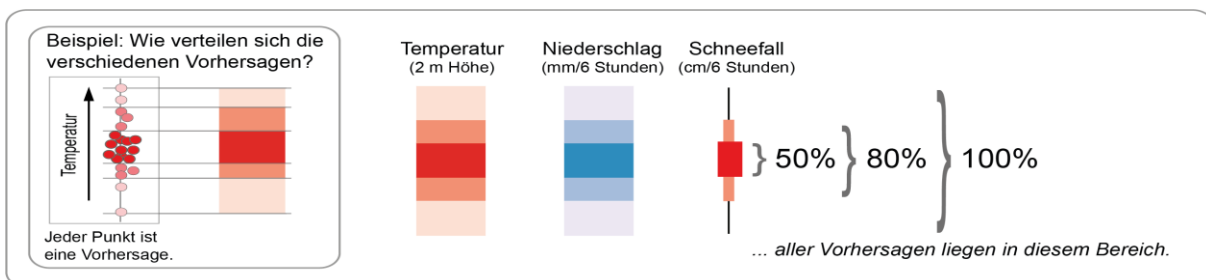 Beispiel: Wie verteilen sich die
verschiedenen Vorhersagen?
Temperatur
Jeder Punkt ist
eine Vorhersage.
Temperatur
(2 m Höhe)
Niederschlag
(mm/6 Stunden)
Schneefall
(cm/6 Stunden)
50%
80%
100%
... aller Vorhersagen liegen in diesem Bereich.